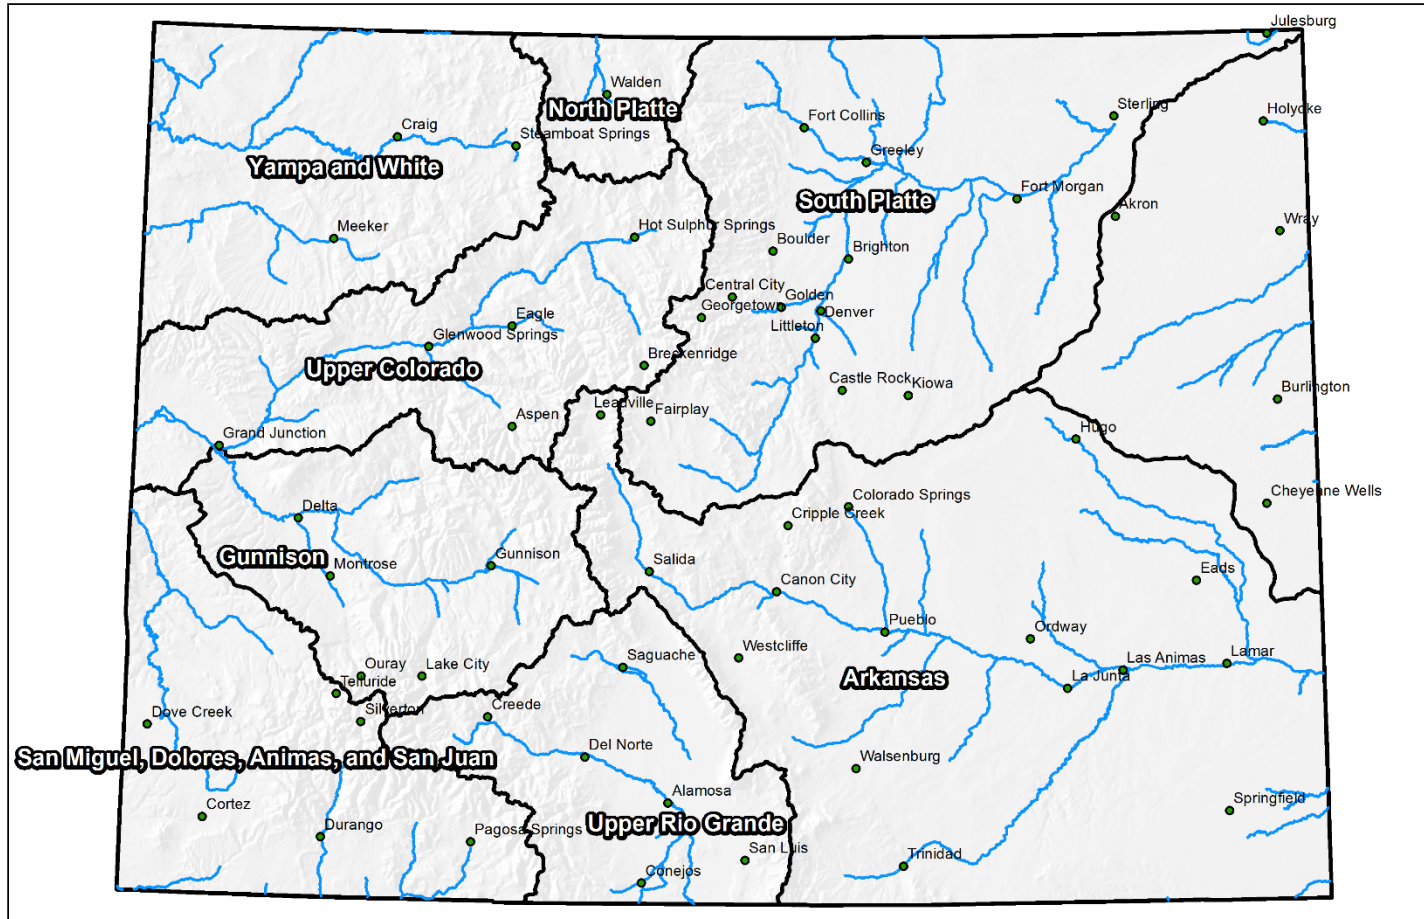 Julesburg
Walden
North Platte
Fort Collins
Sterling
Holyoke
Craig
Steamboat Springs
Yampa and White
Greeley
South Platte
Fort Morgan
Akron
Wray
Meeker
Hot Sulphur Springs
Boulder
Brighton
Central City
Golden
Georgetown
Denver
Eagle
Glenwood Springs
Littleton
Upper Colorado
Breckenridge
Castle Rock
Kiowa
Burlington
Aspen
Leadville
Fairplay
Grand Junction
Hugo
Delta
Colorado Springs
Cripple Creek
Cheyenne Wells
Gunnison
Montrose
Gunnison
Salida
Canon City
Eads
Pueblo
Ordway
Westcliffe
Saguache
Las Animas
Lamar
La Junta
Arkansas
Ouray
Lake City
Telluride
Silverton
Creede
Dove Creek
San Miguel, Dolores, Animas, and San Juan
Del Norte
Walsenburg
Alamosa
Springfield
Cortez
Durango
Pagosa Springs
Upper Rio Grande
San Luis
Trinidad
Conejos